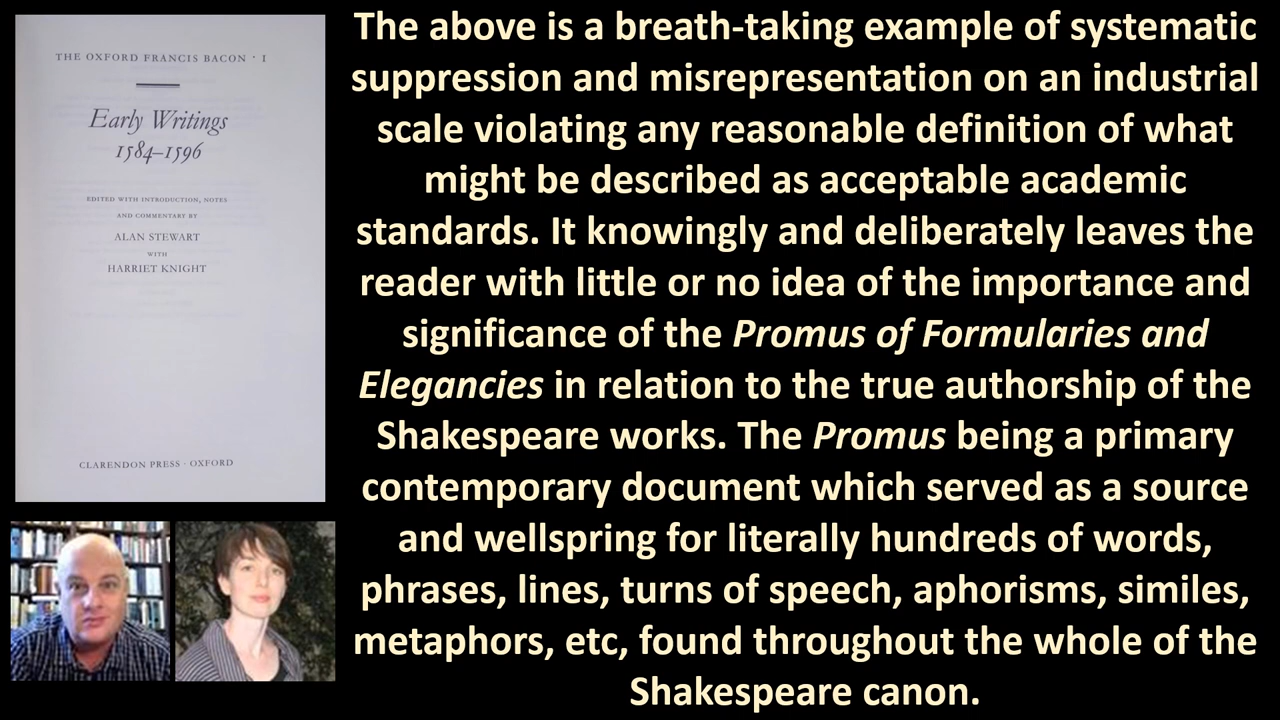 THE OXFORD FRANCIS BACON · I
Early Writings
1584–1596
EDITED WITH INTRODUCTION, NOTES
AND COMMENTARY BY
ALAN STEWART
WITH
HARRIET KNIGHT
CLARENDON PRESS · OXFORD
The above is a breath-taking example of systematic
suppression and misrepresentation on an industrial
scale violating any reasonable definition of what
might be described as acceptable academic
standards. It knowingly and deliberately leaves the
reader with little or no idea of the importance and
significance of the Promus of Formularies and
Elegancies in relation to the true authorship of the
Shakespeare works. The Promus being a primary
contemporary document which served as a source
and wellspring for literally hundreds of words,
phrases, lines, turns of speech, aphorisms, similes,
metaphors, etc, found throughout the whole of the
Shakespeare canon.